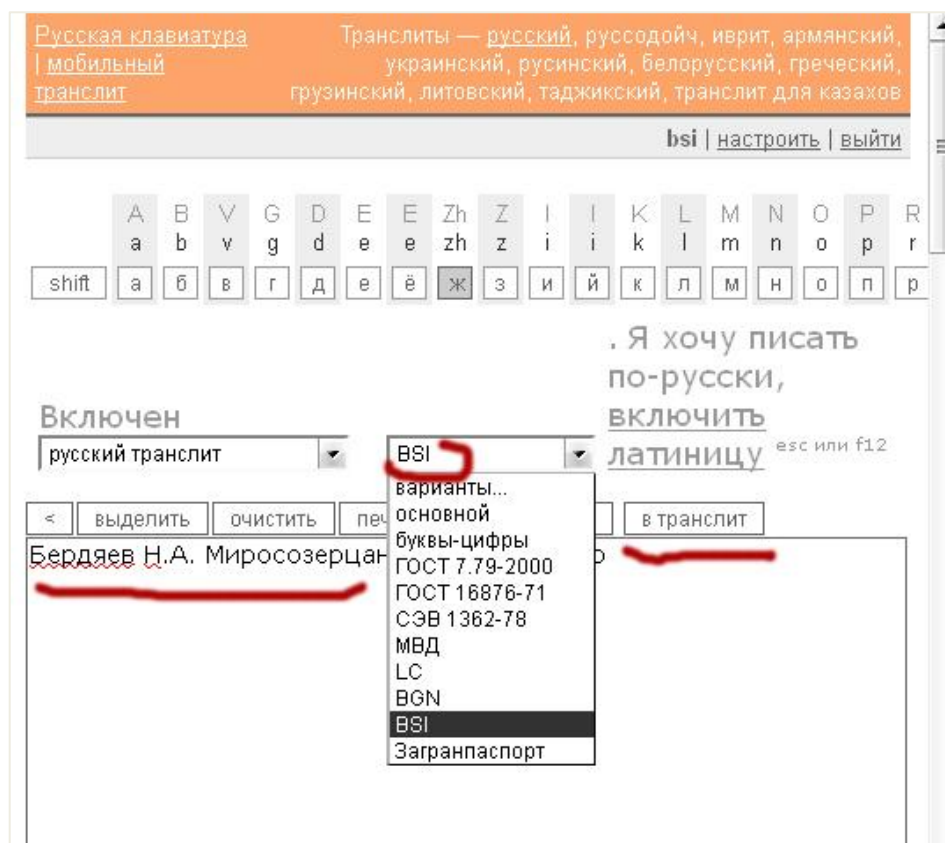 Русская клавиатура Транслиты — русский, руссодойч, иврит, армянский,
| мобильный украинский, русинский, белорусский, греческий,
транслит грузинский, литовский, таджикский, транслит для казахов
bsi | настроить | выйти
A B V G D E E Zh Z I I K L M N O P R
a b v g d e e zh z i i k l m n o p r
shift а б в г д е ё ж з и й к л м н о п р
. Я хочу писать
по-русски,
Включен включить
русский транслит BSI латиницу esc или f12
варианты...
основной
< выделить очистить в транслит
буквы-цифры
Бердяев Н.А.
ГОСТ 7.79-2000
ГОСТ 16876-71
СЭВ 1362-78
МВД
LC
BGN
BSI
Загранпаспорт